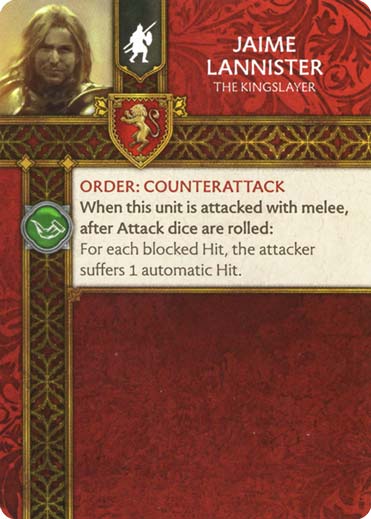 JAIME
LANNISTER
THE KINGSLAYER
ORDER: COUNTERATTACK
When this unit is attacked with melee,
after Attack dice are rolled:
For each blocked Hit, the attacker
suffers 1 automatic Hit.